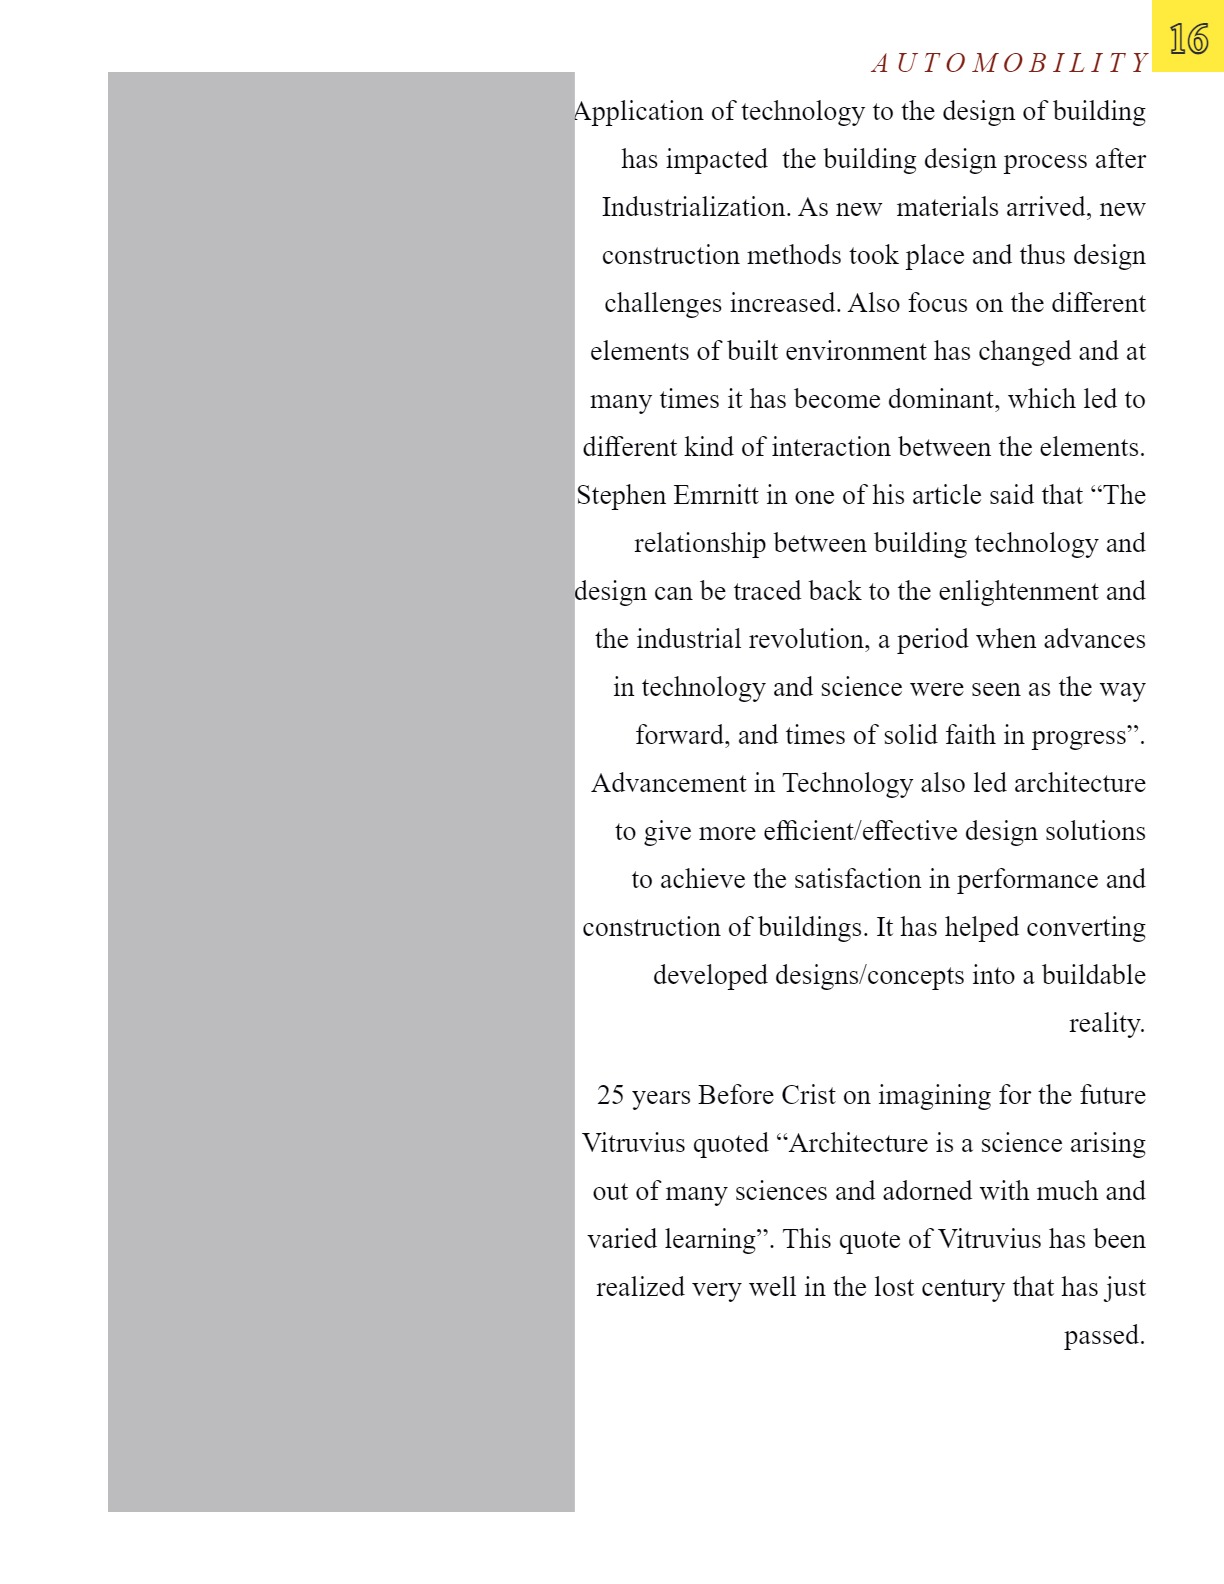 16
AUTOMOBILITY
Application of technology to the design of building
has impacted  the building design process after
Industrialization. As new  materials arrived, new
construction methods took place and thus design
challenges increased. Also focus on the different
elements of built environment has changed and at
many times it has become dominant, which led to
different kind of interaction between the elements.
Stephen Emrnitt in one of his article said that “The
relationship between building technology and
design can be traced back to the enlightenment and
the industrial revolution, a period when advances
in technology and science were seen as the way
forward, and times of solid faith in progress”.
Advancement in Technology also led architecture
to give more efficient/effective design solutions
to achieve the satisfaction in performance and
construction of buildings. It has helped converting
developed designs/concepts into a buildable
reality.
25 years Before Crist on imagining for the future
Vitruvius quoted “Architecture is a science arising
out of many sciences and adorned with much and
varied learning”. This quote of Vitruvius has been
realized very well in the lost century that has just
passed.